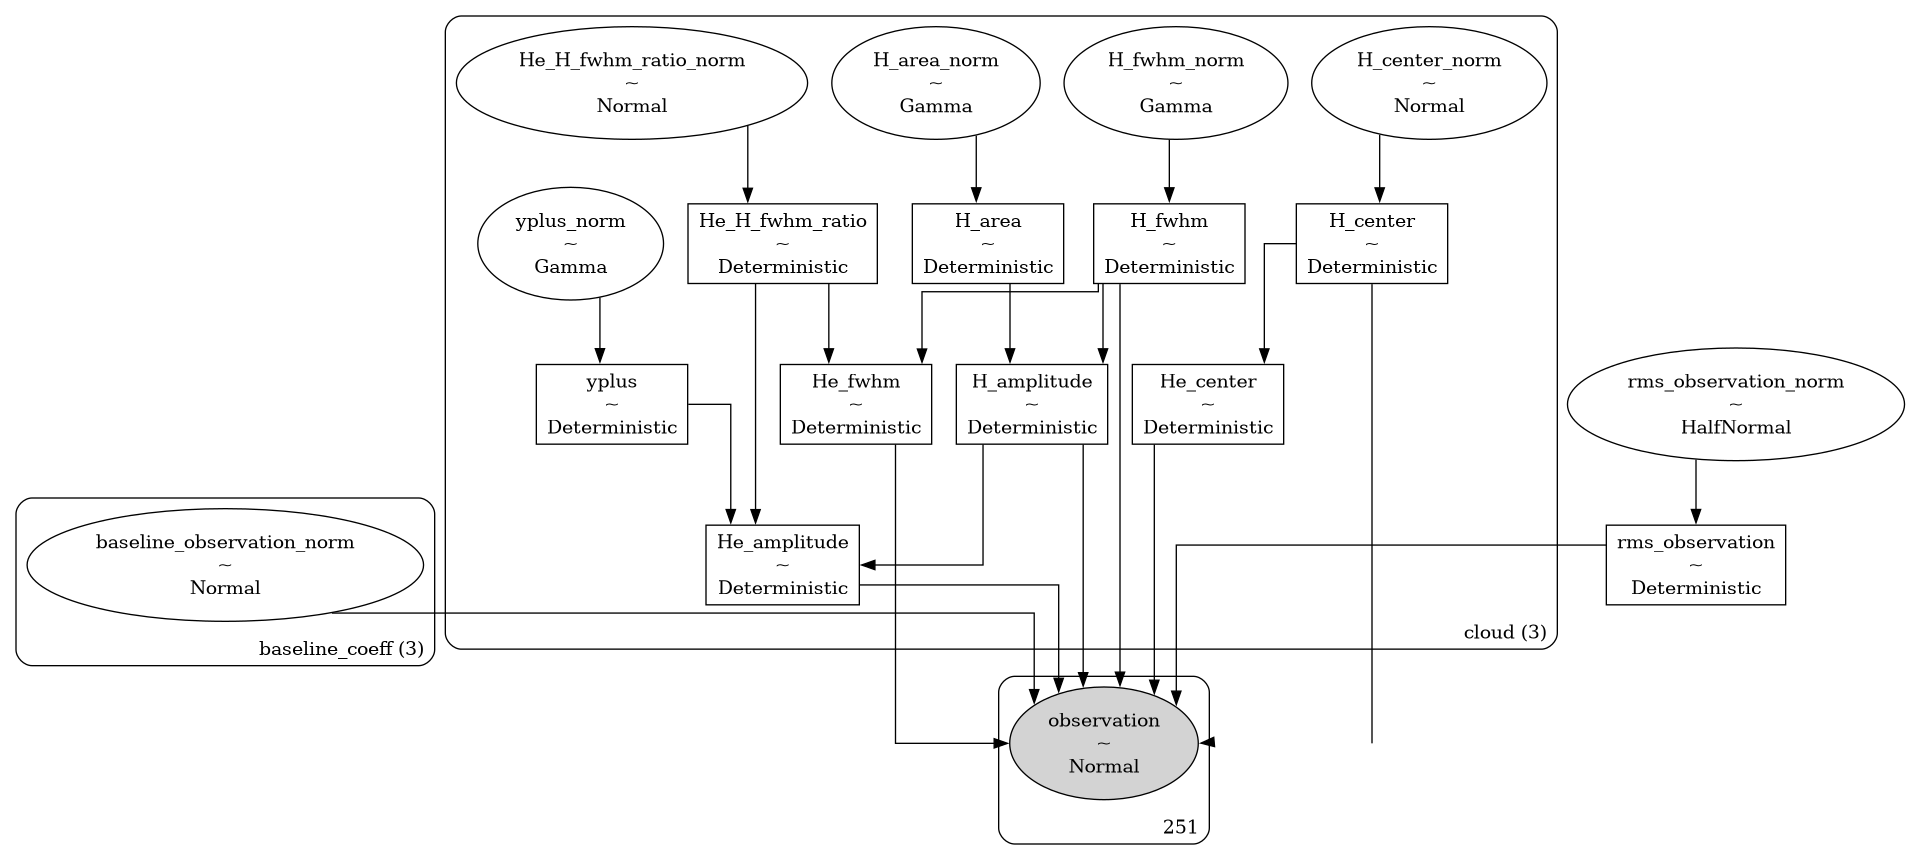 He_H_fwhm_ratio_norm
~
Normal
H_area_norm
~
Gamma
H_fwhm_norm
~
Gamma
H_center_norm
~
Normal
yplus_norm
~
Gamma
He_H_fwhm_ratio
~
Deterministic
H_area
~
Deterministic
H_fwhm
~
Deterministic
H_center
~
Deterministic
yplus
~
Deterministic
He_fwhm
~
Deterministic
H_amplitude
~
Deterministic
He_center
~
Deterministic
rms_observation_norm
~
HalfNormal
baseline_observation_norm
~
Normal
baseline_coeff (3)
He_amplitude
~
Deterministic
cloud (3)
rms_observation
~
Deterministic
observation
~
Normal
251